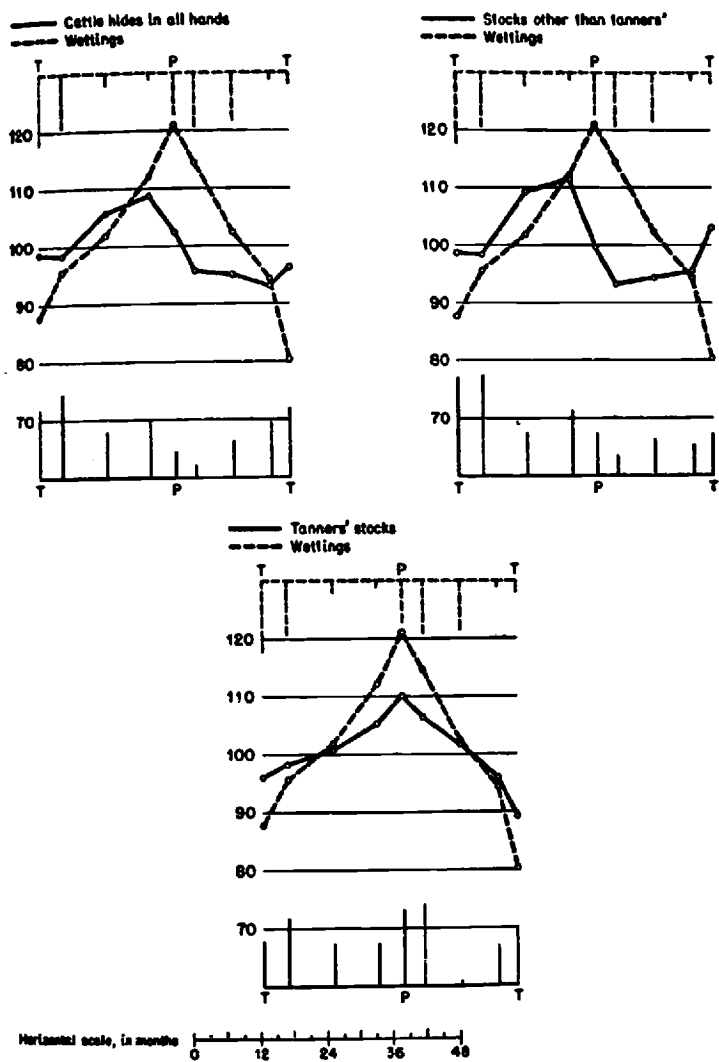 Cattle hides in all hands
Wettings
T P T
120
110
100
90
80
70
T P T
Stocks other than tanners'
Wettings
T P T
120
110
100
90
80
70
T P T
Tanners' stocks
Wettings
T P T
120
110
100
90
80
70
T P T
Horizontal scale, in months
0 12 24 36 48